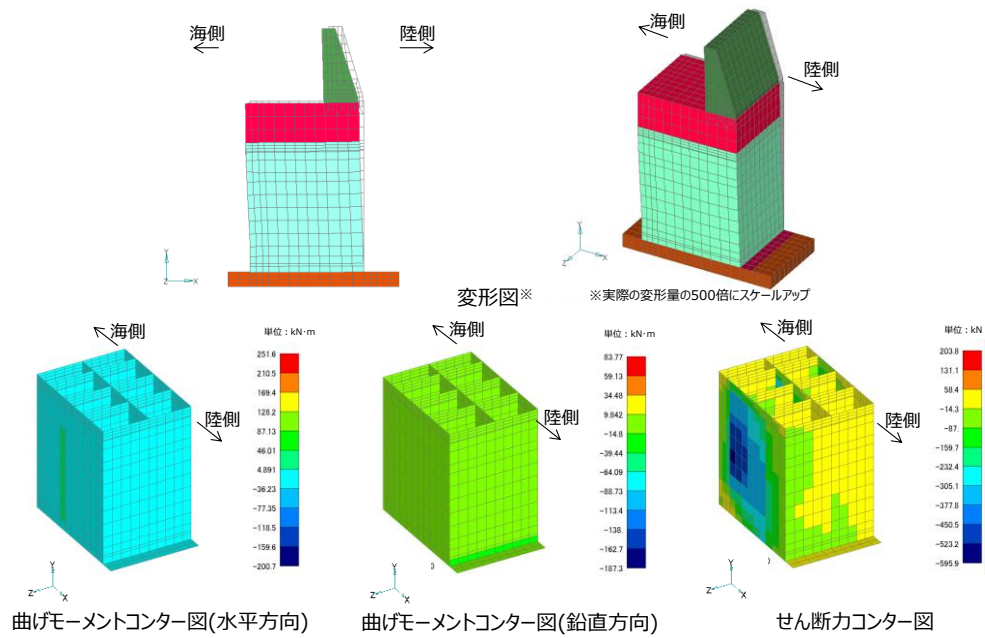 海側
陸側
海側
陸側
Y
Z
X
Y
Z
X
変形図※
※実際の変形量の500倍にスケールアップ
海側
陸側
単位：kN･m
251.6
210.5
169.4
128.2
87.13
46.01
4.891
-36.23
-77.35
-118.5
-159.6
-200.7
Y
Z
X
曲げモーメントコンター図(水平方向)
海側
陸側
単位：kN･m
83.77
59.13
34.48
9.842
-14.8
-39.44
-64.09
-88.73
-113.4
-138.
-162.7
-187.3
Y
Z
X
曲げモーメントコンター図(鉛直方向)
海側
陸側
単位：kN
203.8
131.1
58.4
-14.3
-87.
-159.7
-232.4
-305.1
-377.8
-450.5
-523.2
-595.9
Y
Z
X
せん断力コンター図